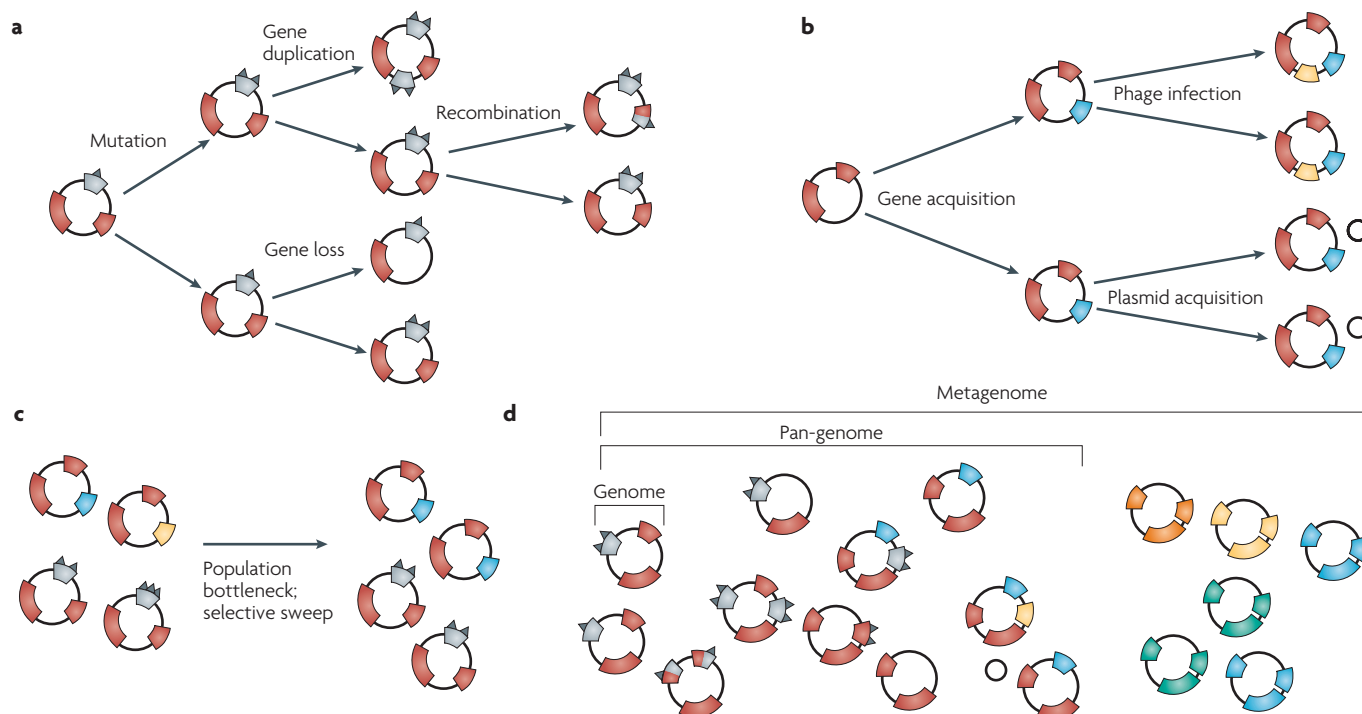 a
Gene
duplication
Mutation
Recombination
Gene loss
b
Phage infection
Gene acquisition
Plasmid acquisition
c
Population
bottleneck;
selective sweep
d
Metagenome
Pan-genome
Genome